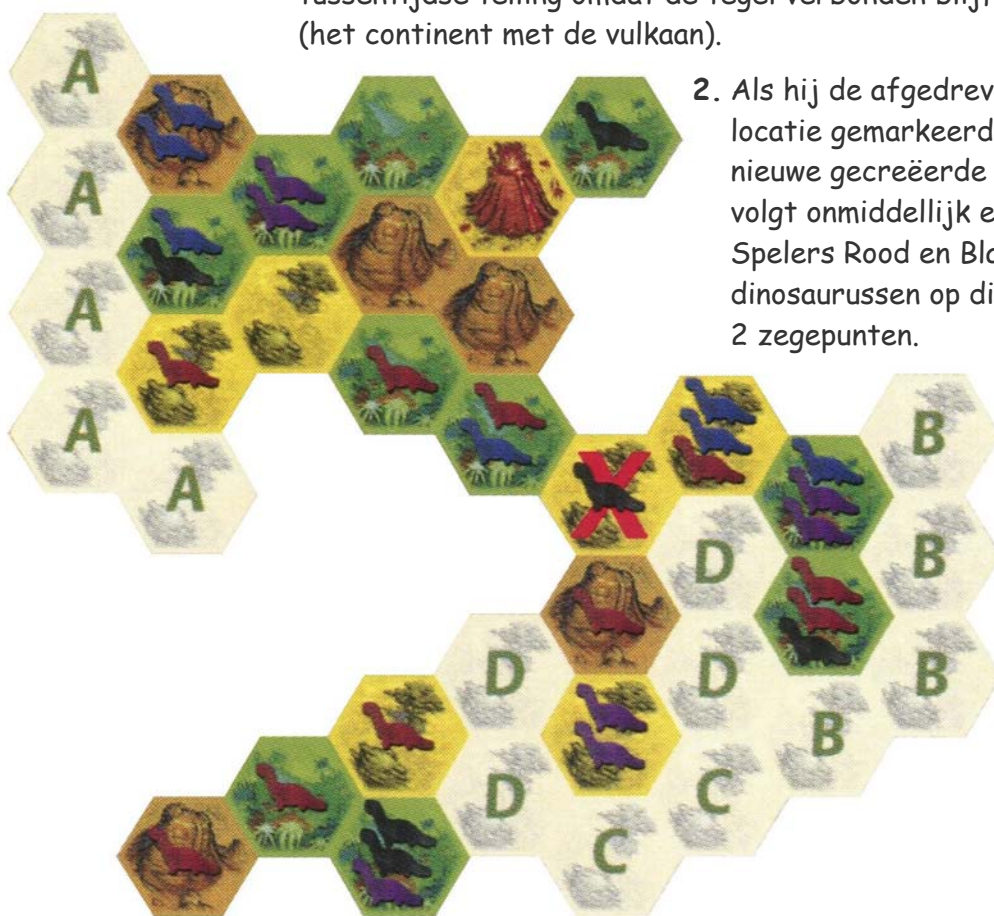 (het continent met de vulkaan).
2. Als hij de afgedrev
locatie gemarkeerd
nieuwe gecreëerde
volgt onmiddellijk e
Spelers Rood en Bla
dinosaurussen op di
2 zegepunten.
A
A
A
A
A
X
B
B
B
B
D
D
D
D
C
C